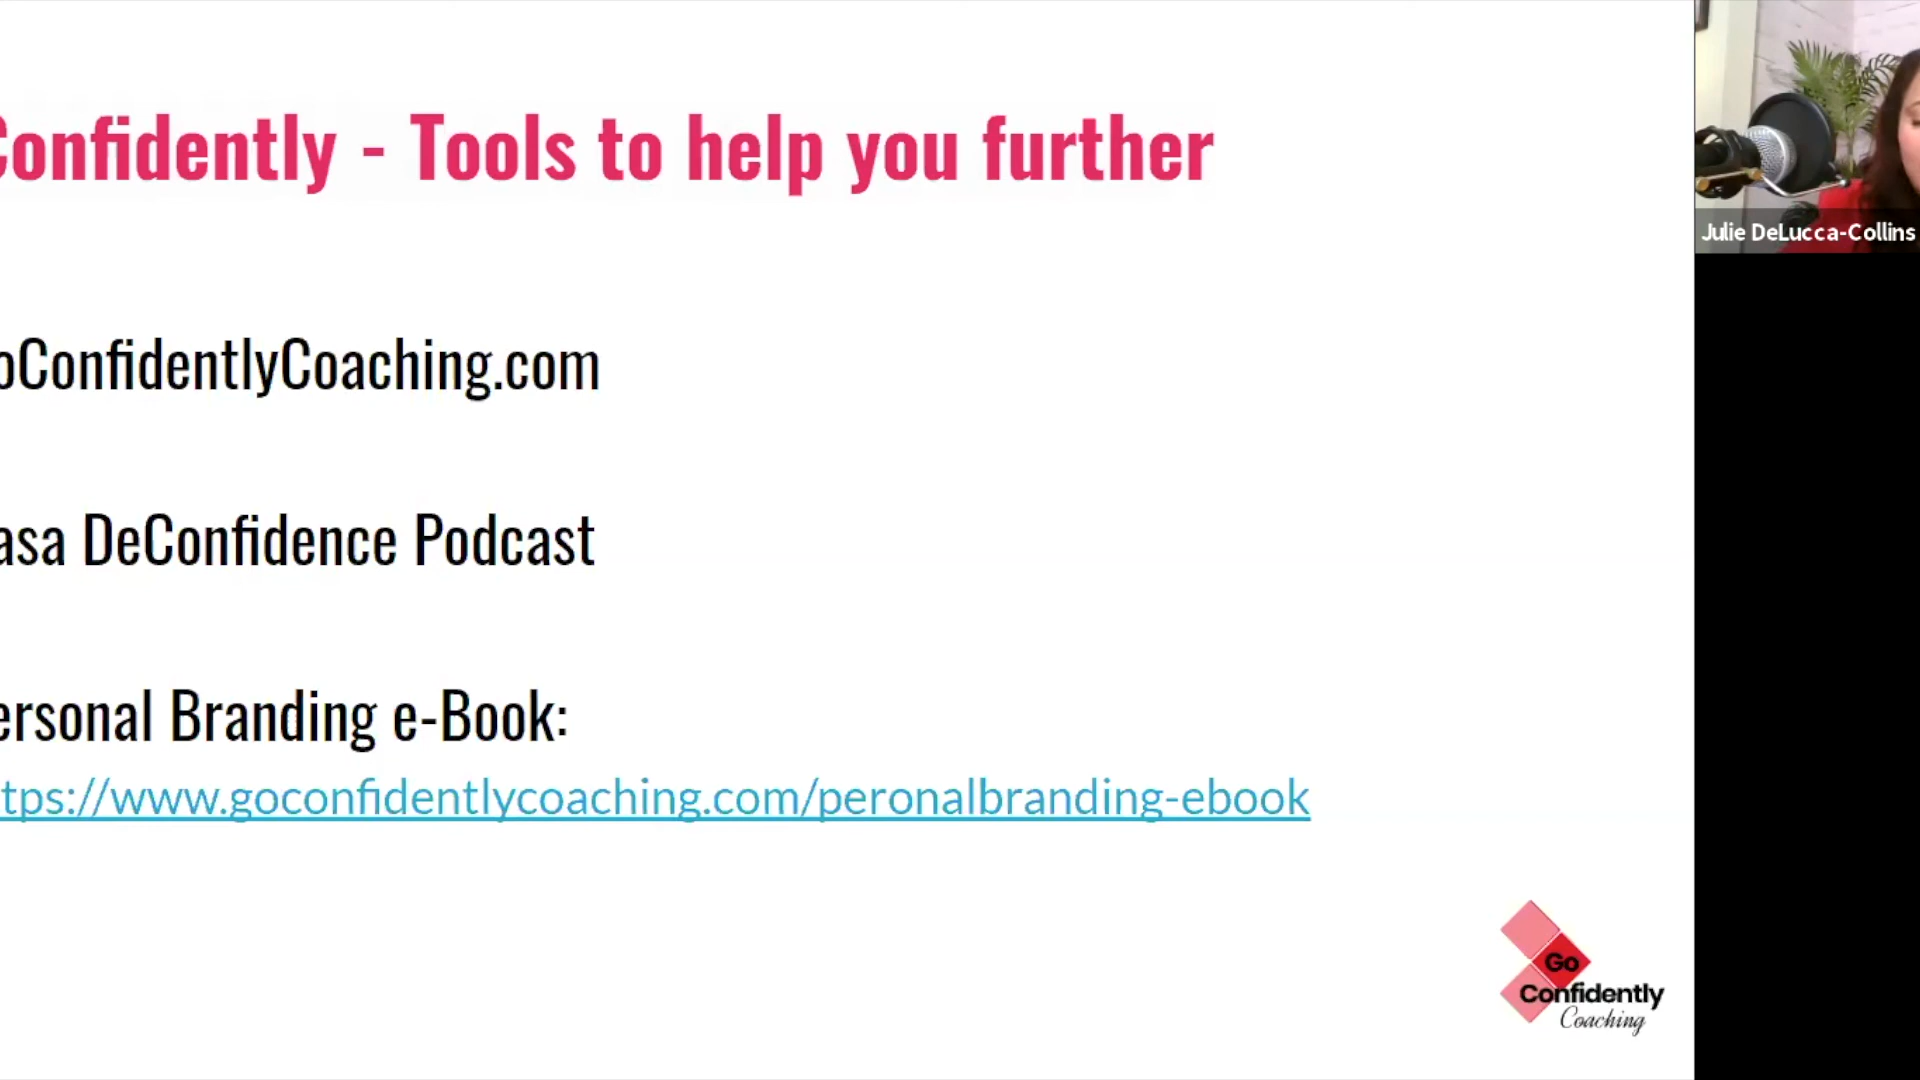 Confidently - Tools to help you further
oConfidentlyCoaching.com
asa DeConfidence Podcast
ersonal Branding e-Book:
tps://www.goconfidentlycoaching.com/peronalbranding-ebook
Julie DeLucca-Collins
Go
Confidently
Coaching